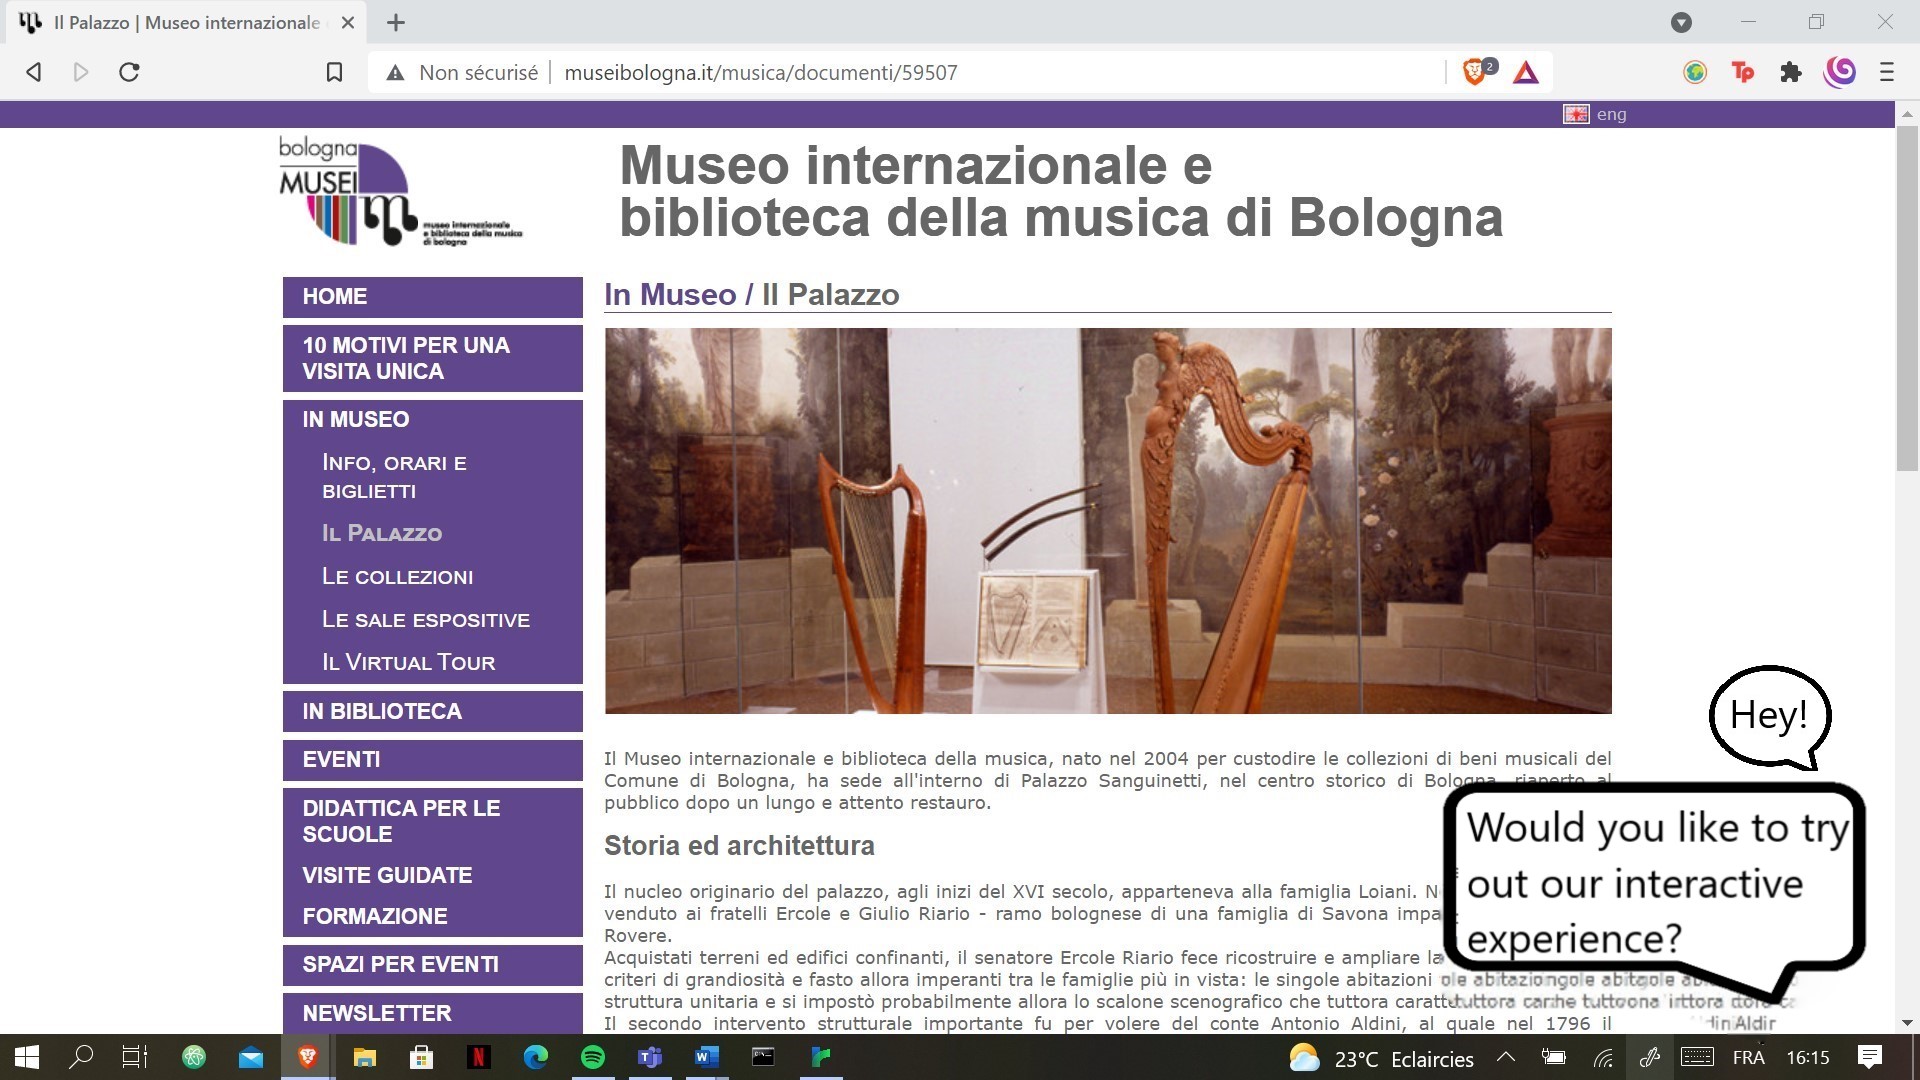 Il Palazzo | Museo internazionale
Non sécurisé
museibologna.it/musica/documenti/59507
2
Tp
eng
bologna
MUSEI
museo internazionale
e biblioteca della musica
di bologna
Museo internazionale e
biblioteca della musica di Bologna
HOME
10 MOTIVI PER UNA
VISITA UNICA
IN MUSEO
INFO, ORARI E
BIGLIETTI
IL PALAZZO
LE COLLEZIONI
LE SALE ESPOSITIVE
IL VIRTUAL TOUR
IN BIBLIOTECA
EVENTI
DIDATTICA PER LE
SCUOLE
VISITE GUIDATE
FORMAZIONE
SPAZI PER EVENTI
NEWSLETTER
In Museo / Il Palazzo
Il Museo internazionale e biblioteca della musica, nato nel 2004 per custodire le collezioni di beni musicali del
Comune di Bologna, ha sede all'interno di Palazzo Sanguinetti, nel centro storico di Bologna, riaperto al
pubblico dopo un lungo e attento restauro.
Storia ed architettura
Il nucleo originario del palazzo, agli inizi del XVI secolo, apparteneva alla famiglia Loiani.
venduto ai fratelli Ercole e Giulio Riario - ramo bolognese di una famiglia di Savona
Rovere.
Acquistati terreni ed edifici confinanti, il senatore Ercole Riario fece ricostruire e ampliare la
criteri di grandiosità e fasto allora imperanti tra le famiglie più in vista: le singole abitazioni
struttura unitaria e si impostò probabilmente allora lo scalone scenografico che tuttora
Il secondo intervento strutturale importante fu per volere del conte Antonio Aldini, al quale nel 1796 il
Hey!
Would you like to try
out our interactive
experience?
23°C Eclaircies
FRA
16:15